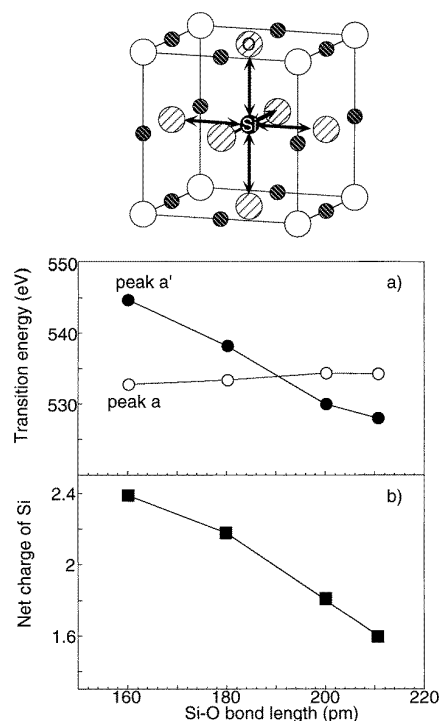 O
Si
550
540
530
Transition energy (eV)
peak a'
a)
peak a
2.4
2
1.6
Net charge of Si
b)
160 180 200 220
Si-O bond length (pm)